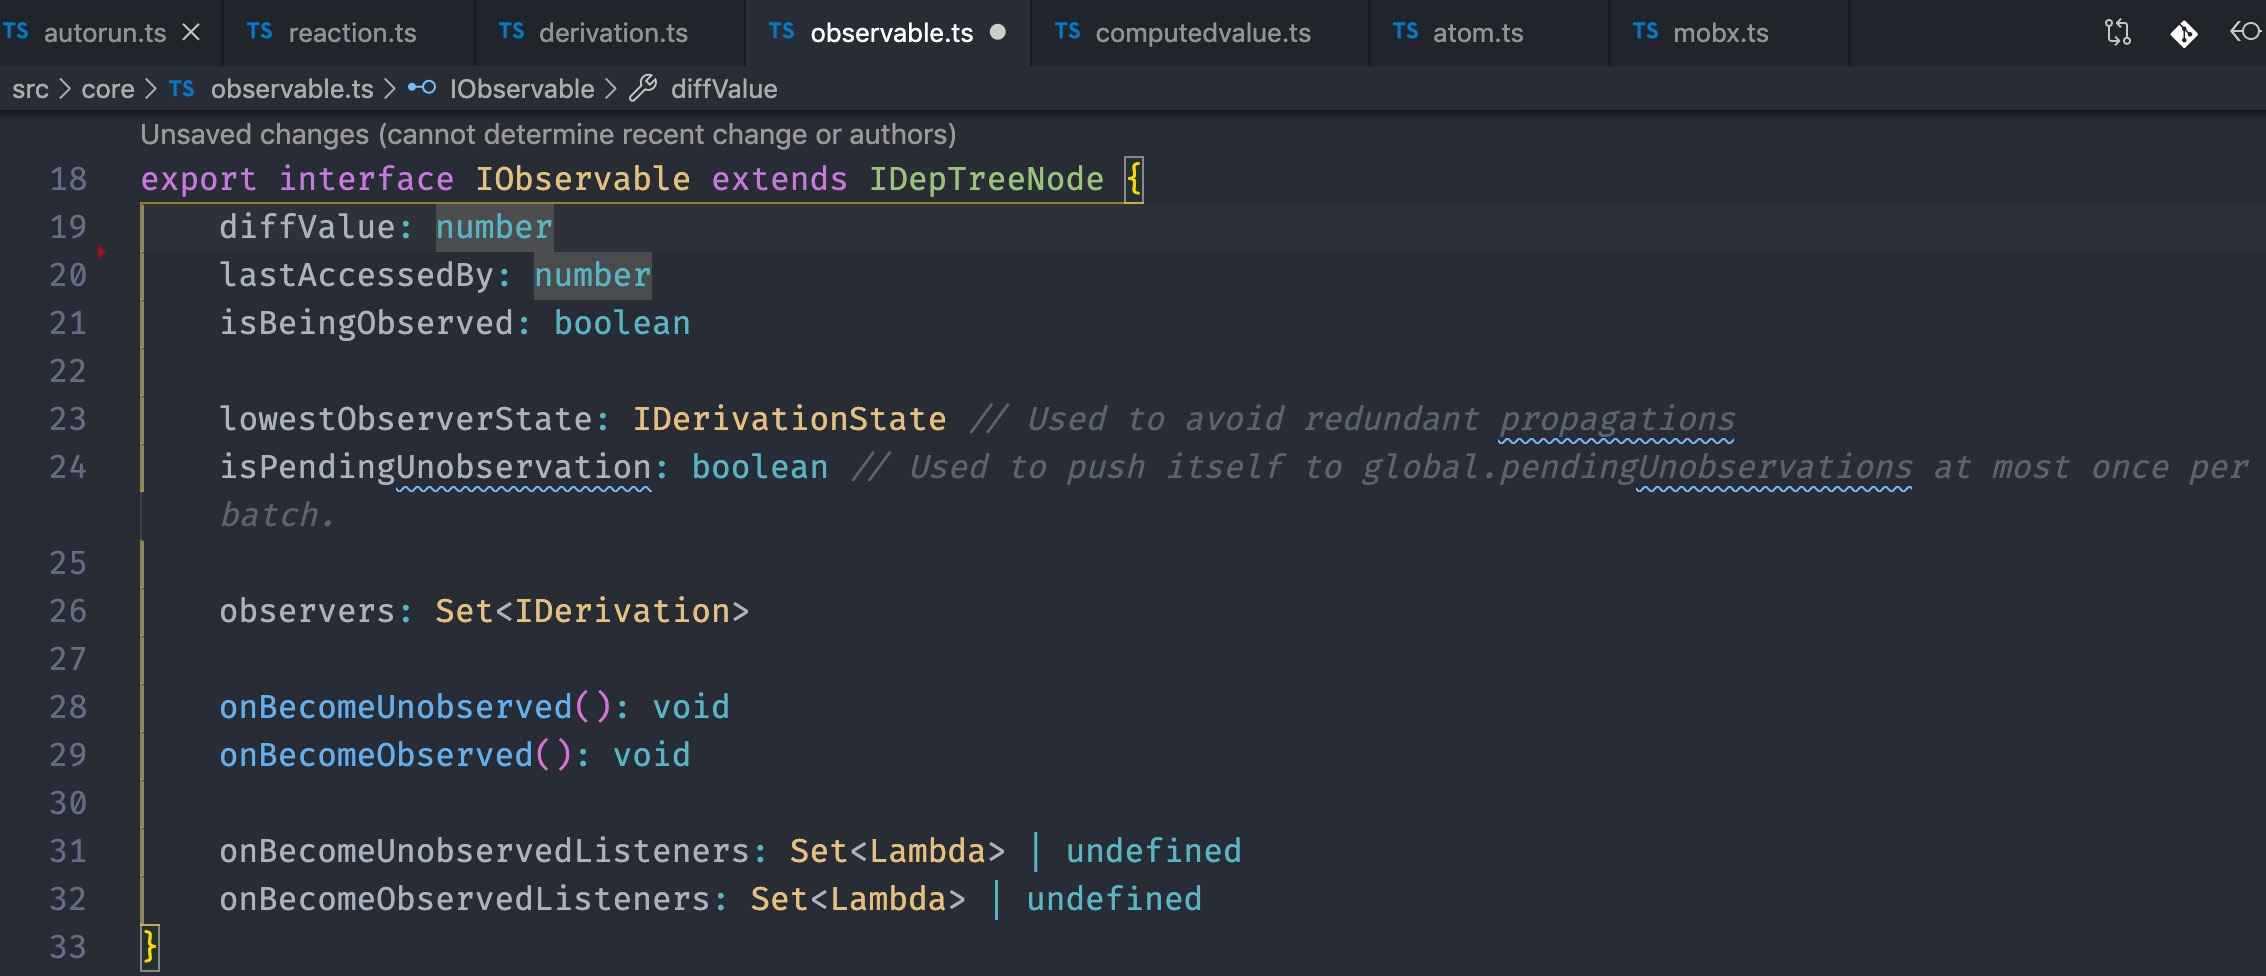 TS autorun.ts × TS reaction.ts TS derivation.ts TS observable.ts ● TS computedvalue.ts TS atom.ts TS mobx.ts
src > core > TS observable.ts > IObservable > diffValue
Unsaved changes (cannot determine recent change or authors)
18 export interface IObservable extends IDepTreeNode {
19 diffValue: number
20 lastAccessedBy: number
21 isBeingObserved: boolean
22
23 lowestObserverState: IDerivationState // Used to avoid redundant propagations
24 isPendingUnobservation: boolean // Used to push itself to global.pendingUnobservations at most once per
batch.
25
26 observers: Set<IDerivation>
27
28 onBecomeUnobserved(): void
29 onBecomeObserved(): void
30
31 onBecomeUnobservedListeners: Set<Lambda> | undefined
32 onBecomeObservedListeners: Set<Lambda> | undefined
33 }